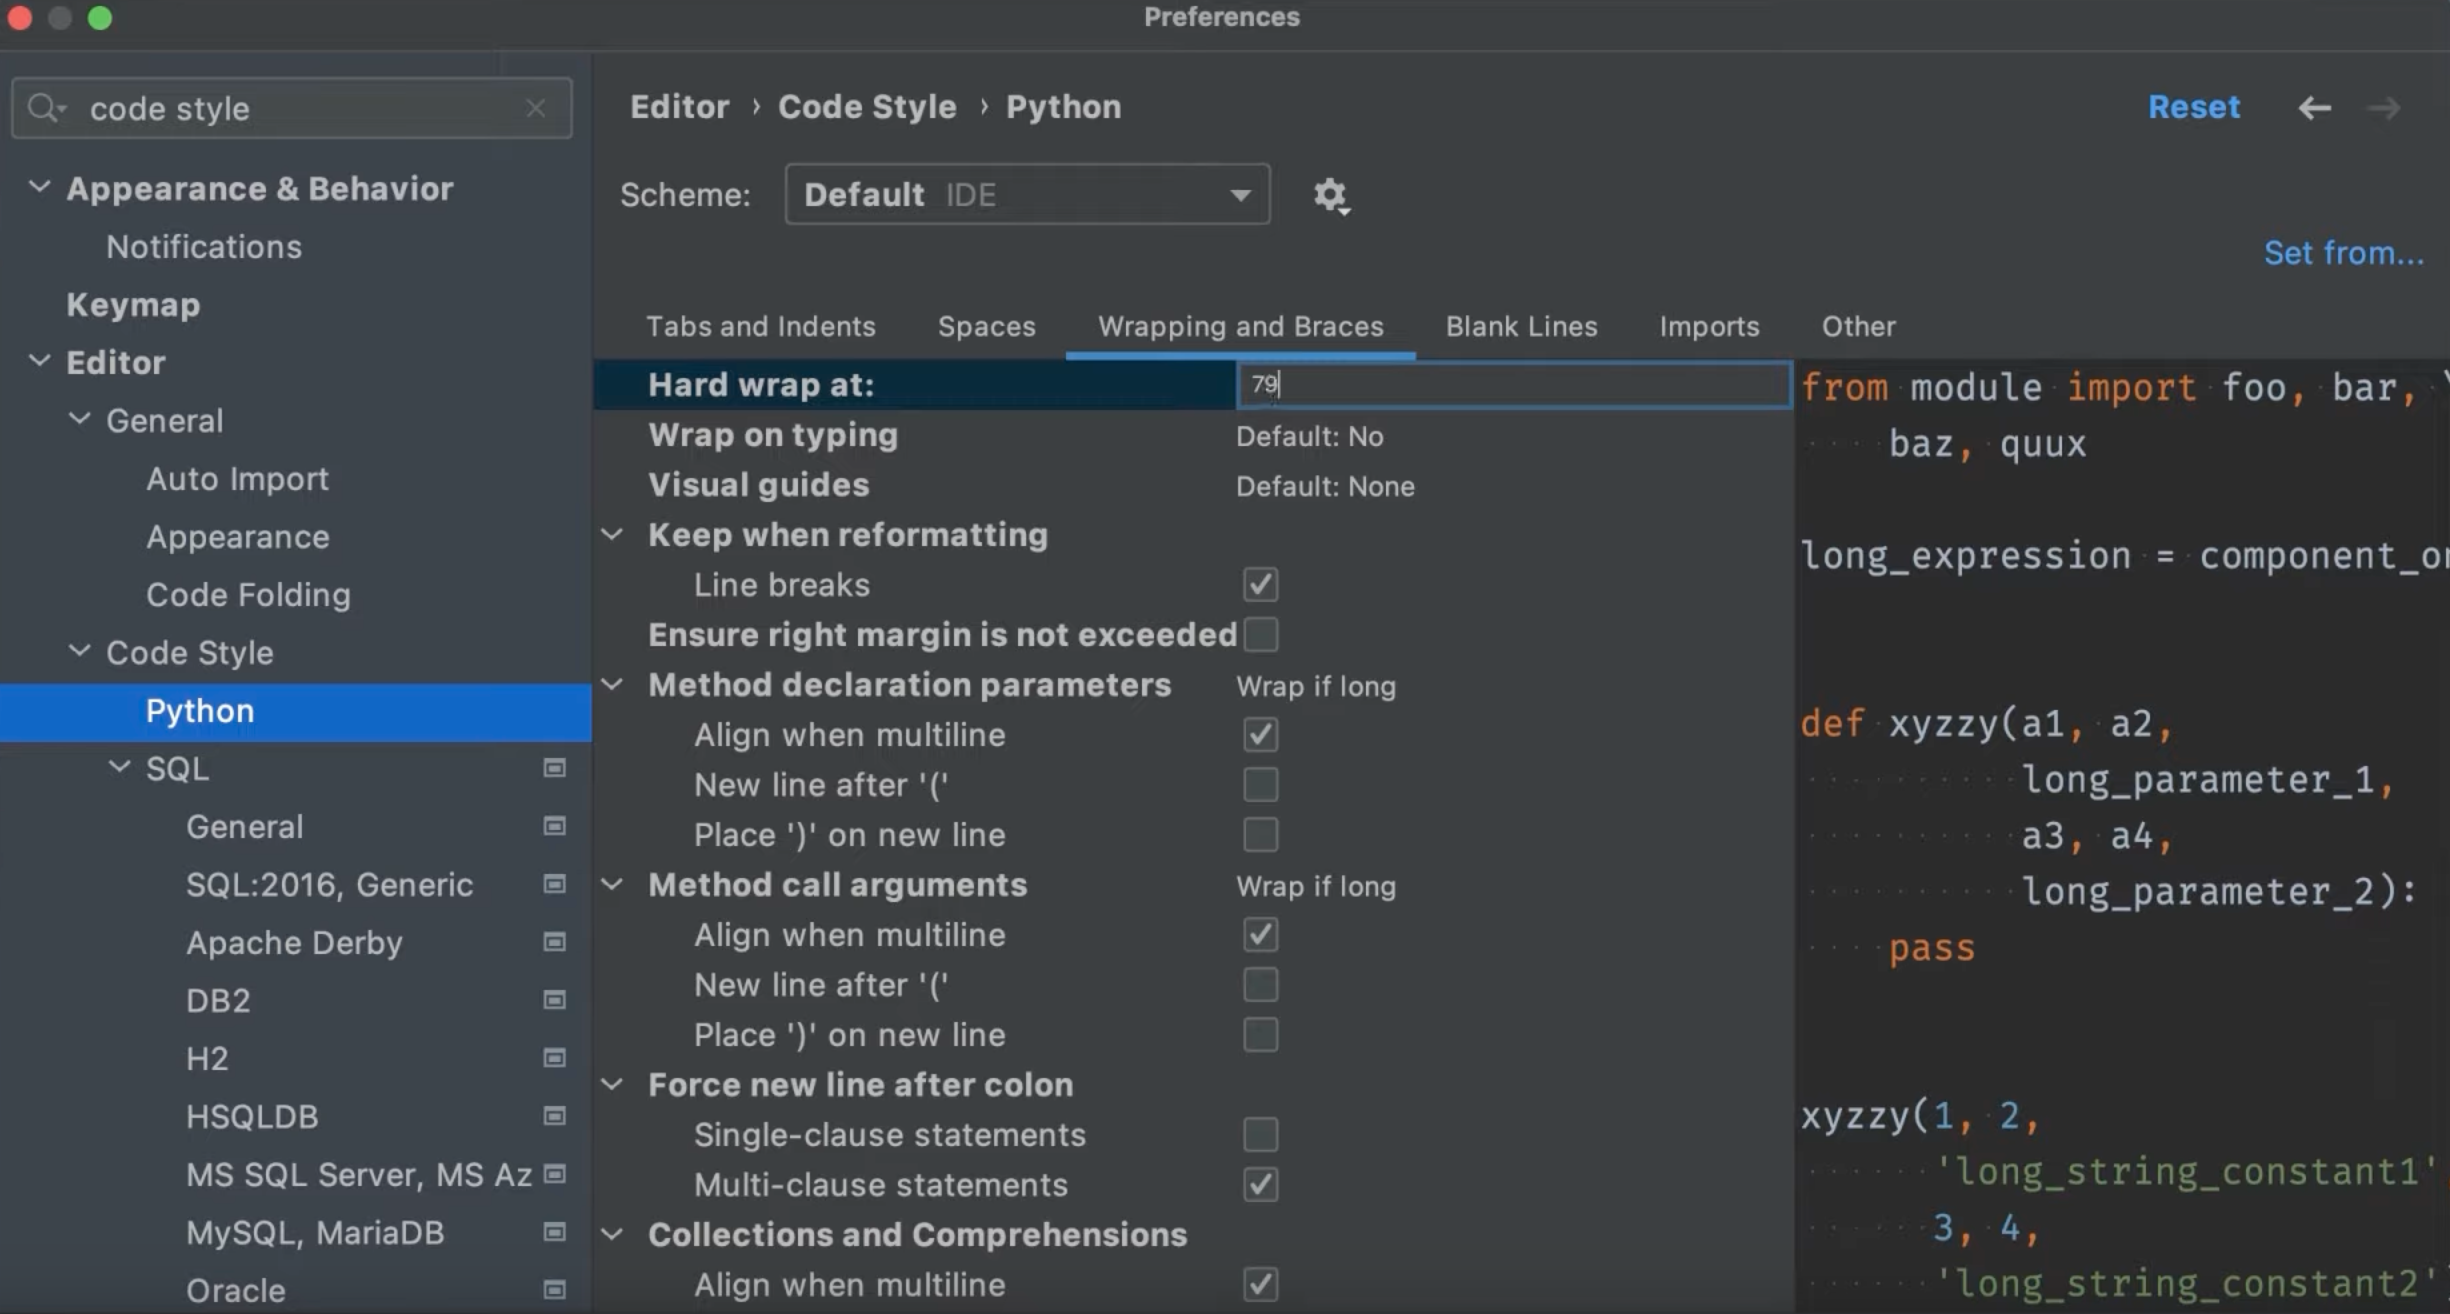 Preferences
code style
Appearance & Behavior
Notifications
Keymap
Editor
General
Auto Import
Appearance
Code Folding
Code Style
Python
SQL
General
SQL:2016, Generic
Apache Derby
DB2
H2
HSQLDB
MS SQL Server, MS Az
MySQL, MariaDB
Oracle
Editor › Code Style › Python
Reset
Scheme: Default IDE
Set from...
Tabs and Indents Spaces Wrapping and Braces Blank Lines Imports Other
Hard wrap at: 79
Wrap on typing Default: No
Visual guides Default: None
Keep when reformatting
Line breaks
Ensure right margin is not exceeded
Method declaration parameters Wrap if long
Align when multiline
New line after '('
Place ')' on new line
Method call arguments Wrap if long
Align when multiline
New line after '('
Place ')' on new line
Force new line after colon
Single-clause statements
Multi-clause statements
Collections and Comprehensions
Align when multiline
from module import foo, bar, \
baz, quux
long_expression = component_on
def xyzzy(a1, a2,
long_parameter_1,
a3, a4,
long_parameter_2):
pass
xyzzy(1, 2,
'long_string_constant1'
3, 4,
'long_string_constant2'